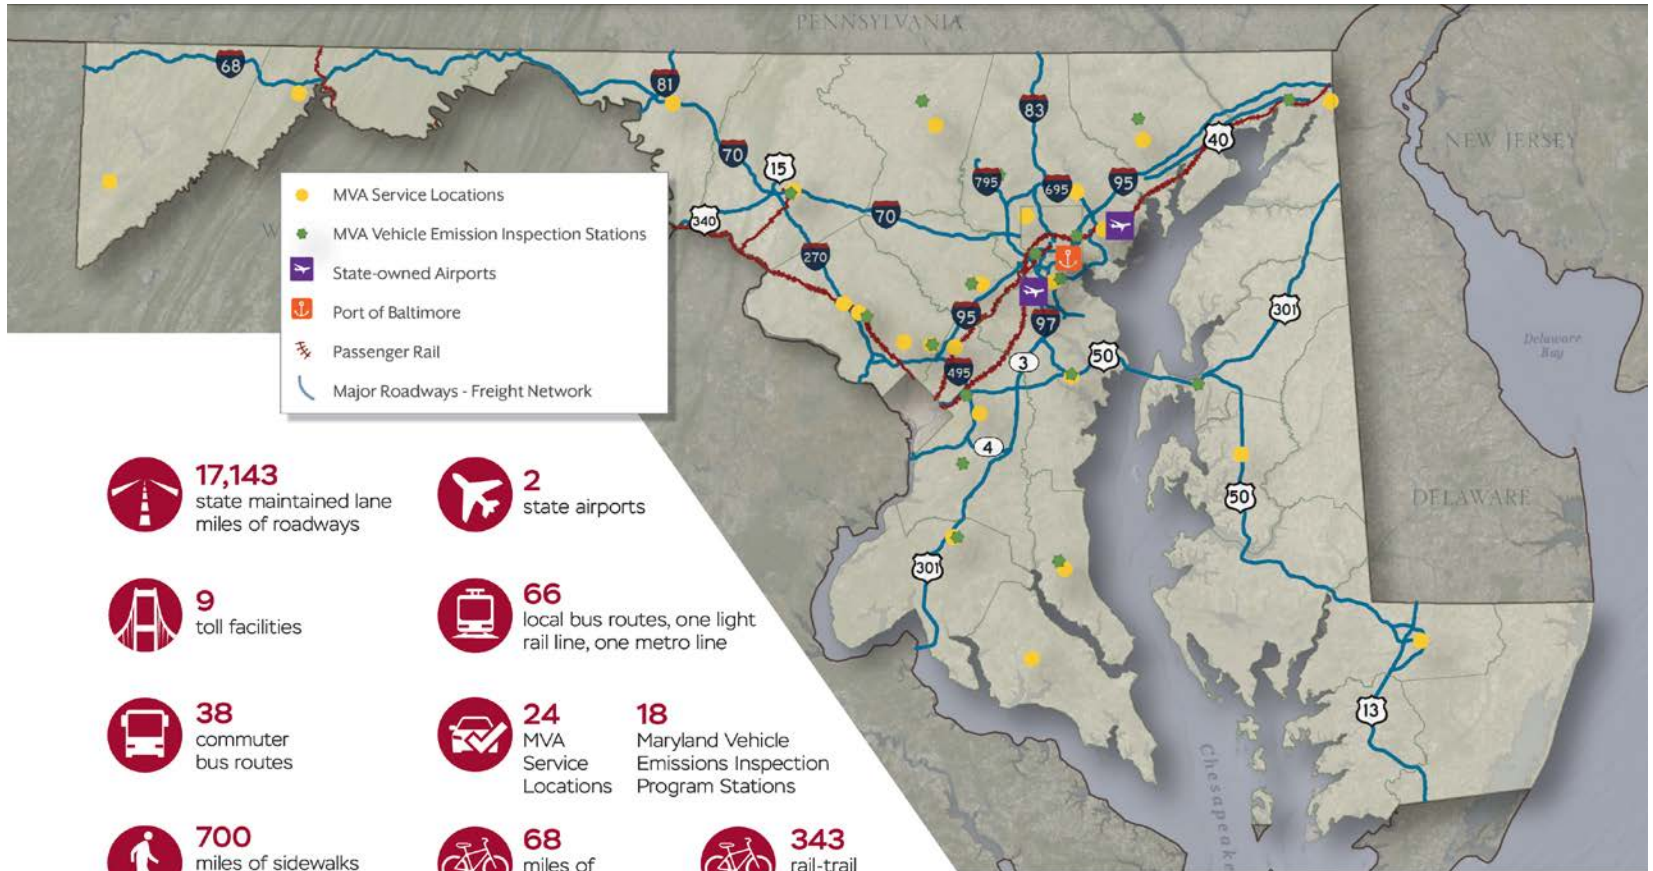 PENNSYLVANIA
68
81
83
40
NEW JERSEY
70
15
795
695
95
MVA Service Locations
340
70
MVA Vehicle Emission Inspection Stations
W
270
State-owned Airports
301
Port of Baltimore
95
97
Delaware
Bay
Passenger Rail
50
3
495
Major Roadways - Freight Network
4
50
DELAWARE
301
13
Chesapeake
17,143
state maintained lane
miles of roadways
2
state airports
9
toll facilities
66
local bus routes, one light
rail line, one metro line
38
commuter
bus routes
24
MVA
Service
Locations
18
Maryland Vehicle
Emissions Inspection
Program Stations
700
miles of sidewalks
68
miles of
343
rail-trail